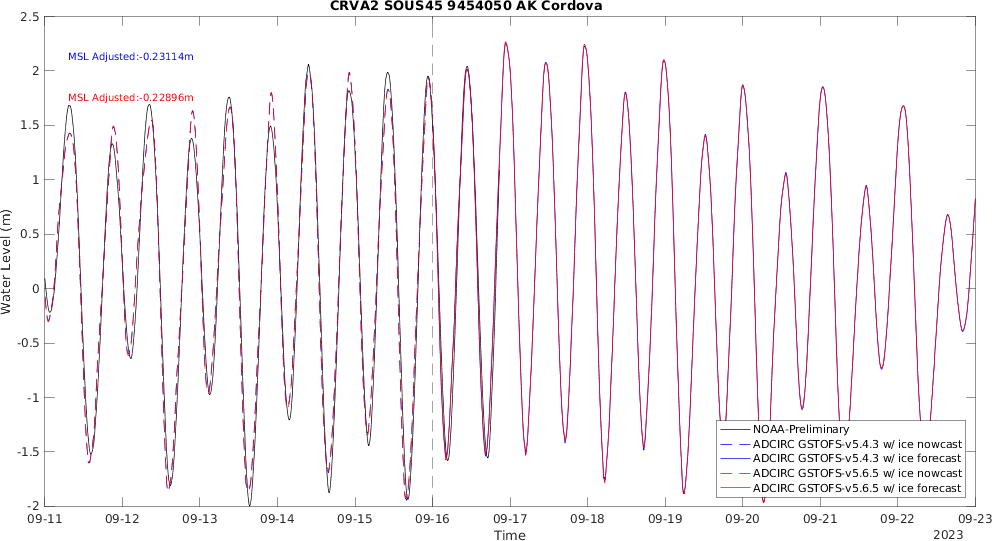 CRVA2 SOUS45 9454050 AK Cordova
2.5
2
1.5
1
0.5
0
-0.5
-1
-1.5
-2
Water Level (m)
MSL Adjusted:-0.23114m
MSL Adjusted:-0.22896m
NOAA-Preliminary
ADCIRC GSTOFS-v5.4.3 w/ ice nowcast
ADCIRC GSTOFS-v5.4.3 w/ ice forecast
ADCIRC GSTOFS-v5.6.5 w/ ice nowcast
ADCIRC GSTOFS-v5.6.5 w/ ice forecast
09-11 09-12 09-13 09-14 09-15 09-16 09-17 09-18 09-19 09-20 09-21 09-22 09-23
Time
2023